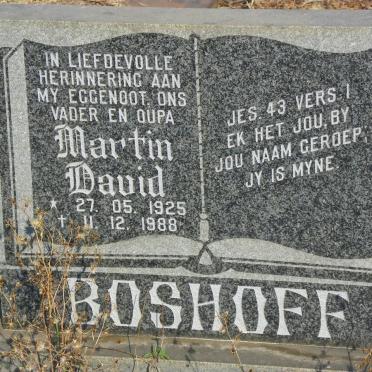 IN LIEFDEVOLLE
HERINNERING AAN
MY EGGENOOT, ONS
VADER EN OUPA
Martin
David
* 27. 05. 1925
† 11. 12. 1988
JES. 43 VERS. 1
EK HET JOU, BY
JOU NAAM GEROEP,
JY IS MYNE.
BOSHOFF